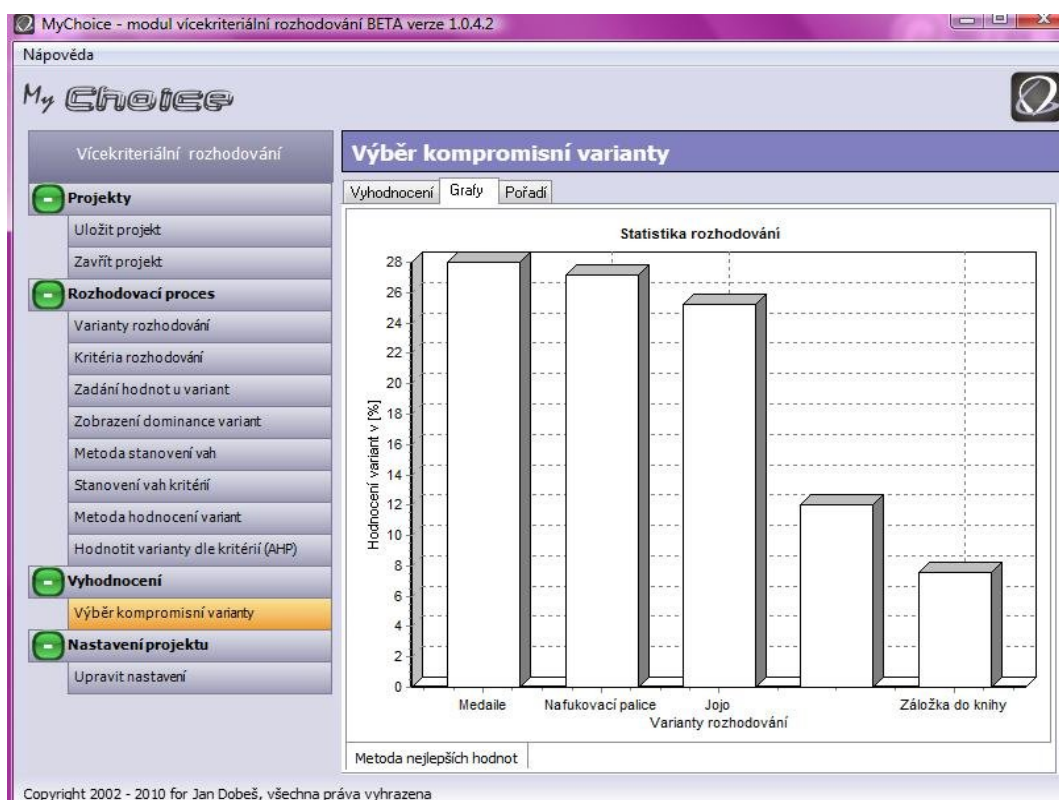 MyChoice - modul vícekriteriální rozhodování BETA verze 1.0.4.2
Nápověda
My Choice
Vícekriteriální rozhodování
Projekty
Uložit projekt
Zavřít projekt
Rozhodovací proces
Varianty rozhodování
Kritéria rozhodování
Zadání hodnot u variant
Zobrazení dominance variant
Metoda stanovení vah
Stanovení vah kritérií
Metoda hodnocení variant
Hodnotit varianty dle kritérií (AHP)
Vyhodnocení
Výběr kompromisní varianty
Nastavení projektu
Upravit nastavení
Výběr kompromisní varianty
Vyhodnocení Grafy Pořadí
Statistika rozhodování
Hodnocení variant v [%]
28
26
24
22
20
18
16
14
12
10
8
6
4
2
0
Medaile Nafukovací palice Jojo Záložka do knihy
Varianty rozhodování
Metoda nejlepších hodnot
Copyright 2002 - 2010 for Jan Dobeš, všechna práva vyhrazena